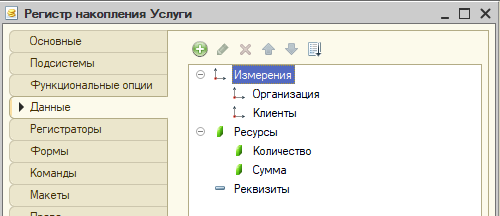 Регистр накопления Услуги
Основные
Подсистемы
Функциональные опции
Данные
Регистраторы
Формы
Команды
Макеты
Измерения
Организация
Клиенты
Ресурсы
Количество
Сумма
Реквизиты